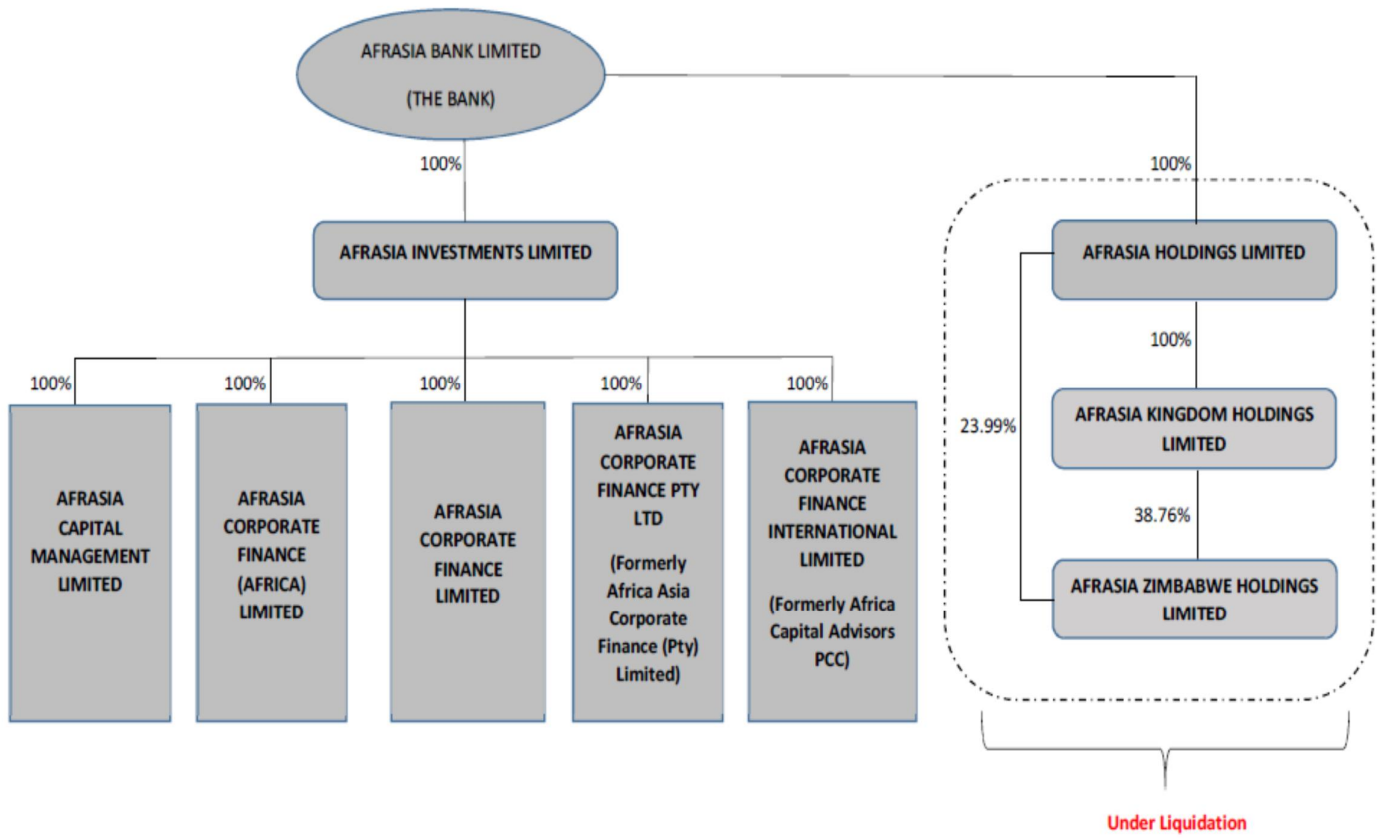 AFRASIA BANK LIMITED
(THE BANK)
100%
100%
AFRASIA INVESTMENTS LIMITED
AFRASIA HOLDINGS LIMITED
100%
23.99%
AFRASIA KINGDOM HOLDINGS
LIMITED
38.76%
AFRASIA ZIMBABWE HOLDINGS
LIMITED
100%
100%
100%
100%
100%
AFRASIA
CAPITAL
MANAGEMENT
LIMITED
AFRASIA
CORPORATE
FINANCE
(AFRICA)
LIMITED
AFRASIA
CORPORATE
FINANCE
LIMITED
AFRASIA
CORPORATE
FINANCE PTY
LTD
(Formerly
Africa Asia
Corporate
Finance (Pty)
Limited)
AFRASIA
CORPORATE
FINANCE
INTERNATIONAL
LIMITED
(Formerly Africa
Capital Advisors
PCC)
Under Liquidation